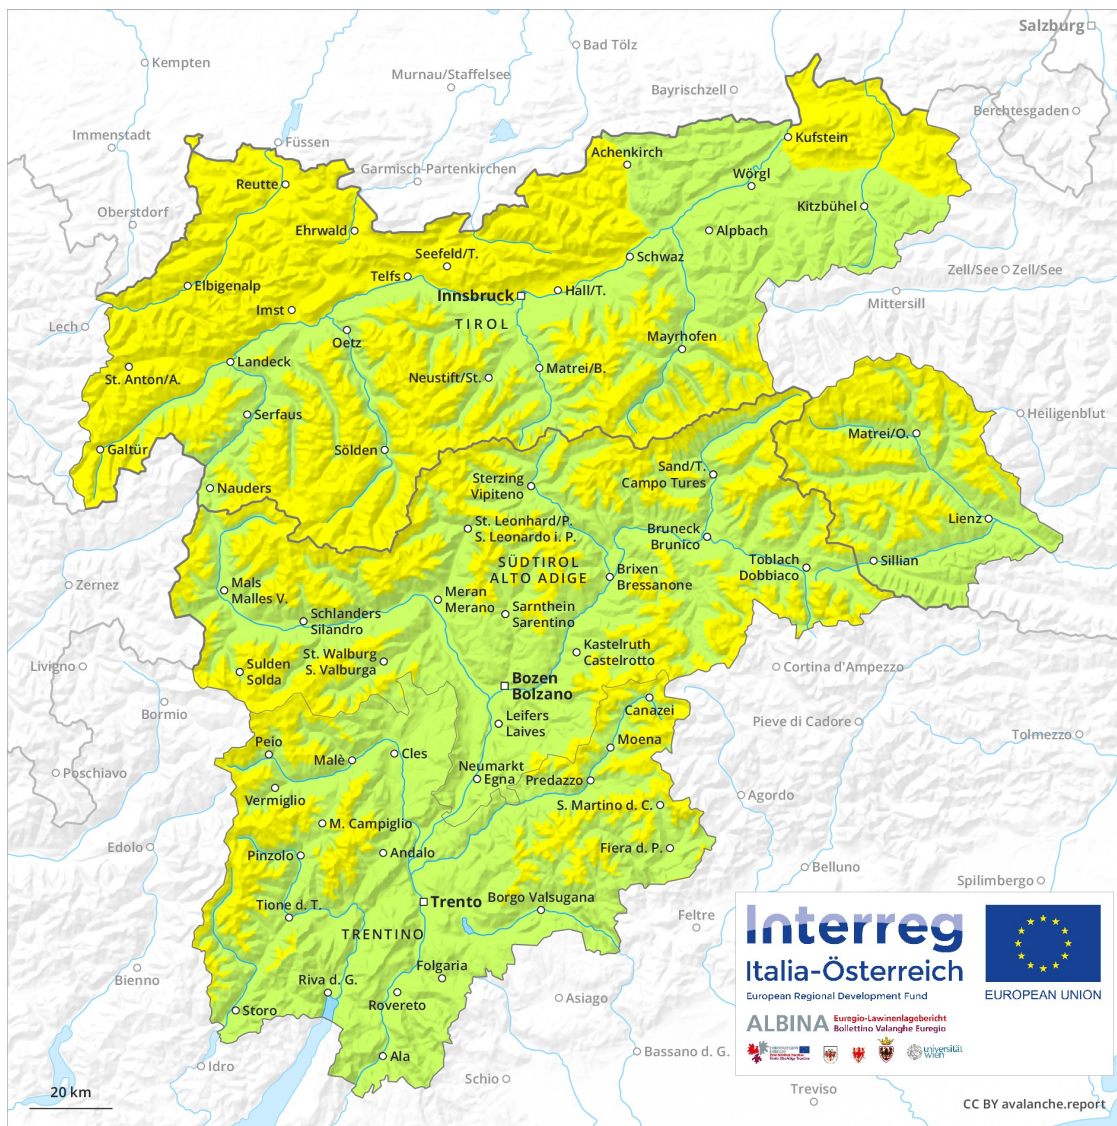 Salzburg
Bad Tölz
Kempten
Murnau/Staffelsee
Bayrischzell
Berchtesgaden
Immenstadt
Füssen
Kufstein
Achenkirch
Garmisch-Partenkirchen
Wörgl
Reutte
Kitzbühel
Oberstdorf
Ehrwald
Alpbach
Seefeld/T.
Schwaz
Telfs
Zell/See
Zell/See
Elbigenalp
Innsbruck
Hall/T.
Mittersill
Imst
TIROL
Lech
Oetz
Mayrhofen
Landeck
Matrei/B.
St. Anton/A.
Neustift/St.
Serfaus
Heiligenblut
Matrei/O.
Galtür
Sölden
Sand/T.
Campo Tures
Sterzing
Vipiteno
Nauders
St. Leonhard/P.
S. Leonardo i. P.
Lienz
Bruneck
Brunico
SÜDTIROL
ALTO ADIGE
Toblach
Dobbiaco
Sillian
Brixen
Bressanone
Zernez
Mals
Malles V.
Meran
Merano
Schlanders
Silandro
Sarnthein
Sarentino
Kastelruth
Castelrotto
St. Walburg
S. Valburga
Livigno
Sulden
Solda
Cortina d'Ampezzo
Bozen
Bolzano
Bormio
Canazei
Leifers
Laives
Pieve di Cadore
Tolmezzo
Peio
Moena
Malè
Cles
Poschiavo
Neumarkt
Egna
Predazzo
Vermiglio
Agordo
S. Martino d. C.
M. Campiglio
Edolo
Pinzolo
Andalo
Fiera d. P.
Belluno
Spilimbergo
Tione d. T.
Trento
Borgo Valsugana
Feltre
TRENTINO
Folgaria
Bienno
Riva d. G.
Rovereto
Asiago
Storo
Ala
Bassano d. G.
Idro
Schio
Treviso
20 km
Interreg
Italia-Österreich
European Regional Development Fund
EUROPEAN UNION
ALBINA
Euregio-Lawinenlagebericht
Bollettino Valanghe Euregio
universität
wien
CC BY avalanche.report